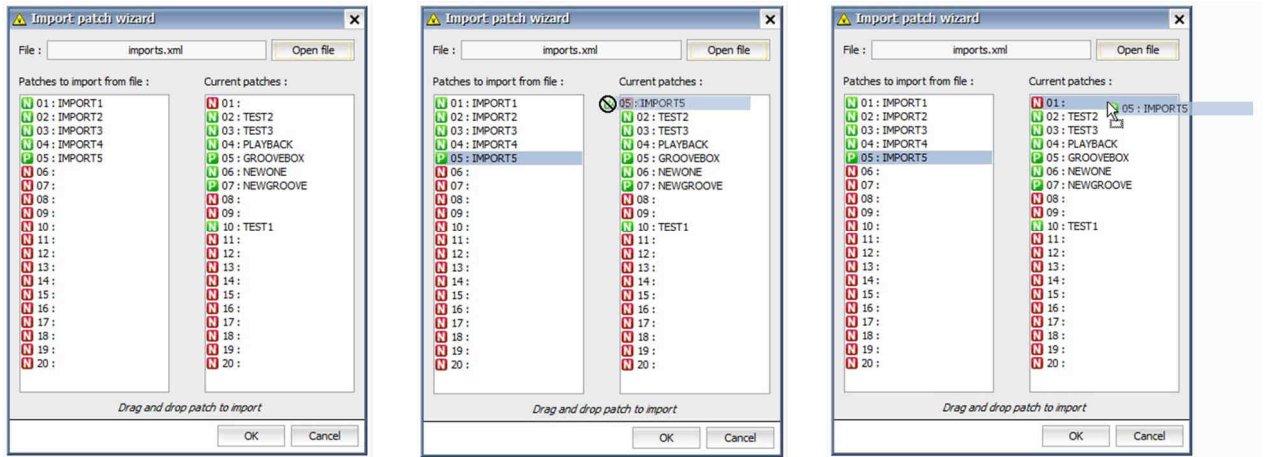 Import patch wizard
File :
imports.xml
Open file
Patches to import from file :
N 01 : IMPORT1
N 02 : IMPORT2
N 03 : IMPORT3
N 04 : IMPORT4
P 05 : IMPORT5
N 06 :
N 07 :
N 08 :
N 09 :
N 10 :
N 11 :
N 12 :
N 13 :
N 14 :
N 15 :
N 16 :
N 17 :
N 18 :
N 19 :
N 20 :
Current patches :
N 01 :
N 02 : TEST2
N 03 : TEST3
N 04 : PLAYBACK
P 05 : GROOVEBOX
N 06 : NEWONE
P 07 : NEWGROOVE
N 08 :
N 09 :
N 10 : TEST1
N 11 :
N 12 :
N 13 :
N 14 :
N 15 :
N 16 :
N 17 :
N 18 :
N 19 :
N 20 :
Drag and drop patch to import
OK
Cancel
Import patch wizard
File :
imports.xml
Open file
Patches to import from file :
N 01 : IMPORT1
N 02 : IMPORT2
N 03 : IMPORT3
N 04 : IMPORT4
P 05 : IMPORT5
N 06 :
N 07 :
N 08 :
N 09 :
N 10 :
N 11 :
N 12 :
N 13 :
N 14 :
N 15 :
N 16 :
N 17 :
N 18 :
N 19 :
N 20 :
Current patches :
05 : IMPORT5
N 02 : TEST2
N 03 : TEST3
N 04 : PLAYBACK
P 05 : GROOVEBOX
N 06 : NEWONE
P 07 : NEWGROOVE
N 08 :
N 09 :
N 10 : TEST1
N 11 :
N 12 :
N 13 :
N 14 :
N 15 :
N 16 :
N 17 :
N 18 :
N 19 :
N 20 :
Drag and drop patch to import
OK
Cancel
Import patch wizard
File :
imports.xml
Open file
Patches to import from file :
N 01 : IMPORT1
N 02 : IMPORT2
N 03 : IMPORT3
N 04 : IMPORT4
P 05 : IMPORT5
N 06 :
N 07 :
N 08 :
N 09 :
N 10 :
N 11 :
N 12 :
N 13 :
N 14 :
N 15 :
N 16 :
N 17 :
N 18 :
N 19 :
N 20 :
Current patches :
N 01 :
05 : IMPORT5
N 02 : TEST2
N 03 : TEST3
N 04 : PLAYBACK
P 05 : GROOVEBOX
N 06 : NEWONE
P 07 : NEWGROOVE
N 08 :
N 09 :
N 10 : TEST1
N 11 :
N 12 :
N 13 :
N 14 :
N 15 :
N 16 :
N 17 :
N 18 :
N 19 :
N 20 :
Drag and drop patch to import
OK
Cancel